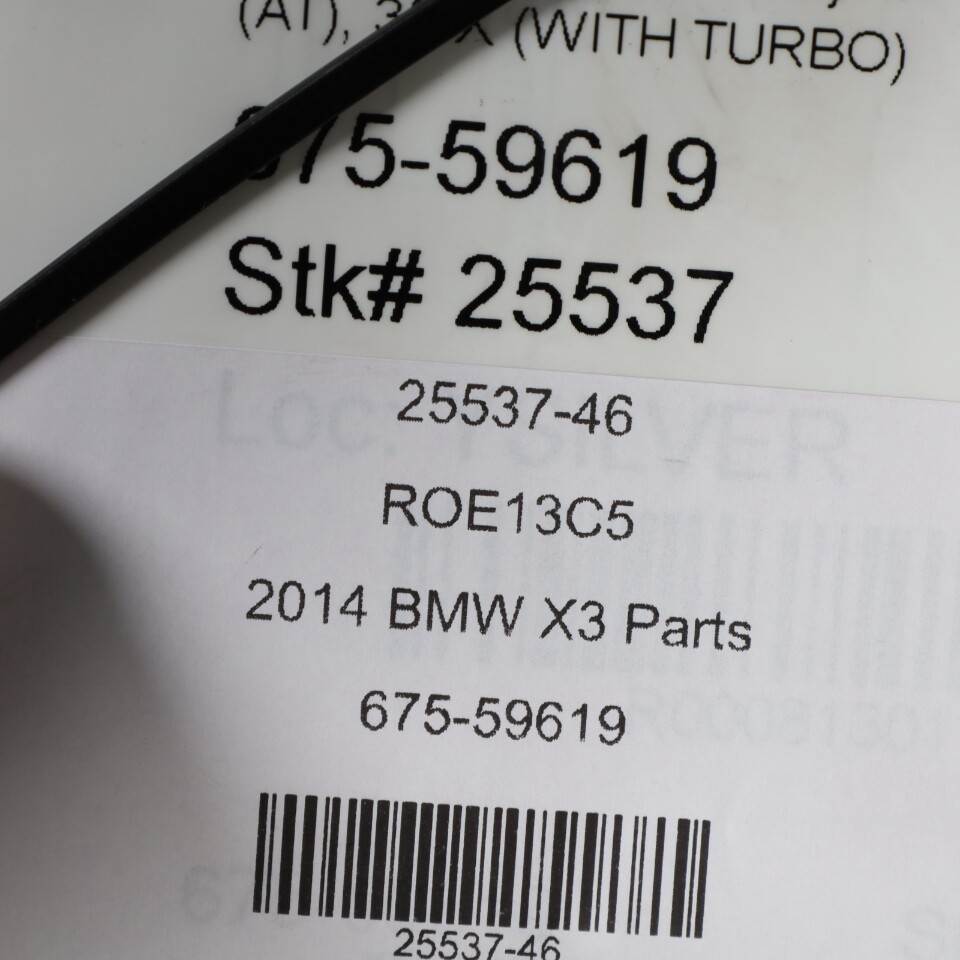 (AT), (WITH TURBO)
675-59619
Stk# 25537
25537-46
ROE13C5
2014 BMW X3 Parts
675-59619
25537-46